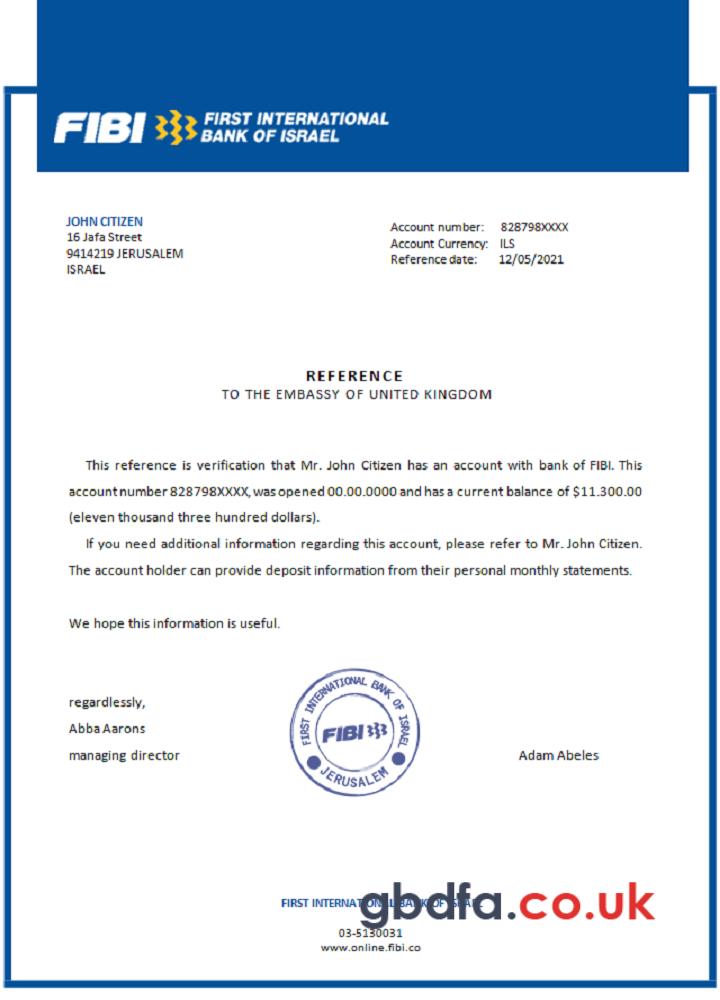 FIBI FIRST INTERNATIONAL
BANK OF ISRAEL
JOHN CITIZEN
16 Jafa Street
9414219 JERUSALEM
ISRAEL
Account number: 828798XXXX
Account Currency: ILS
Reference date: 12/05/2021
REFERENCE
TO THE EMBASSY OF UNITED KINGDOM
This reference is verification that Mr. John Citizen has an account with bank of FIBI. This
account number 828798XXXX, was opened 00.00.0000 and has a current balance of $11.300.00
(eleven thousand three hundred dollars).
If you need additional information regarding this account, please refer to Mr. John Citizen.
The account holder can provide deposit information from their personal monthly statements.
We hope this information is useful.
regardlessly,
Abba Aarons
managing director
FIRST INTERNATIONAL BANK OF ISRAEL
FIBI
JERUSALEM
Adam Abeles
FIRST INTERNATIONAL BANK OF ISRAEL
gbdfa.co.uk
03-5130031
www.online.fibi.co